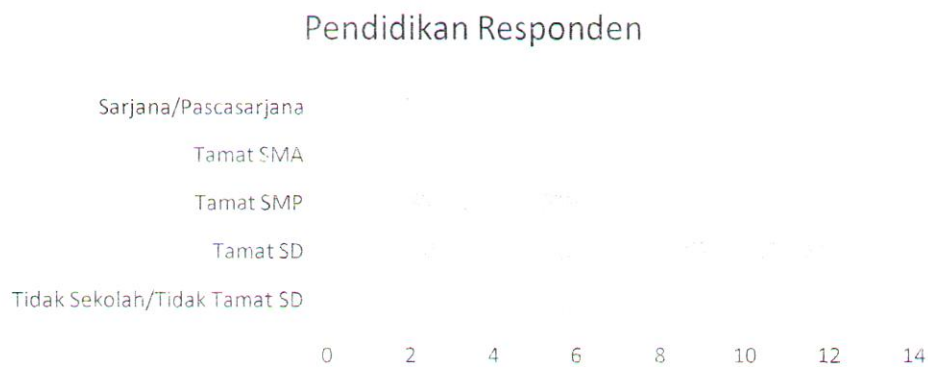 Pendidikan Responden
Sarjana/Pascasarjana
Tamat SMA
Tamat SMP
Tamat SD
Tidak Sekolah/Tidak Tamat SD
0 2 4 6 8 10 12 14